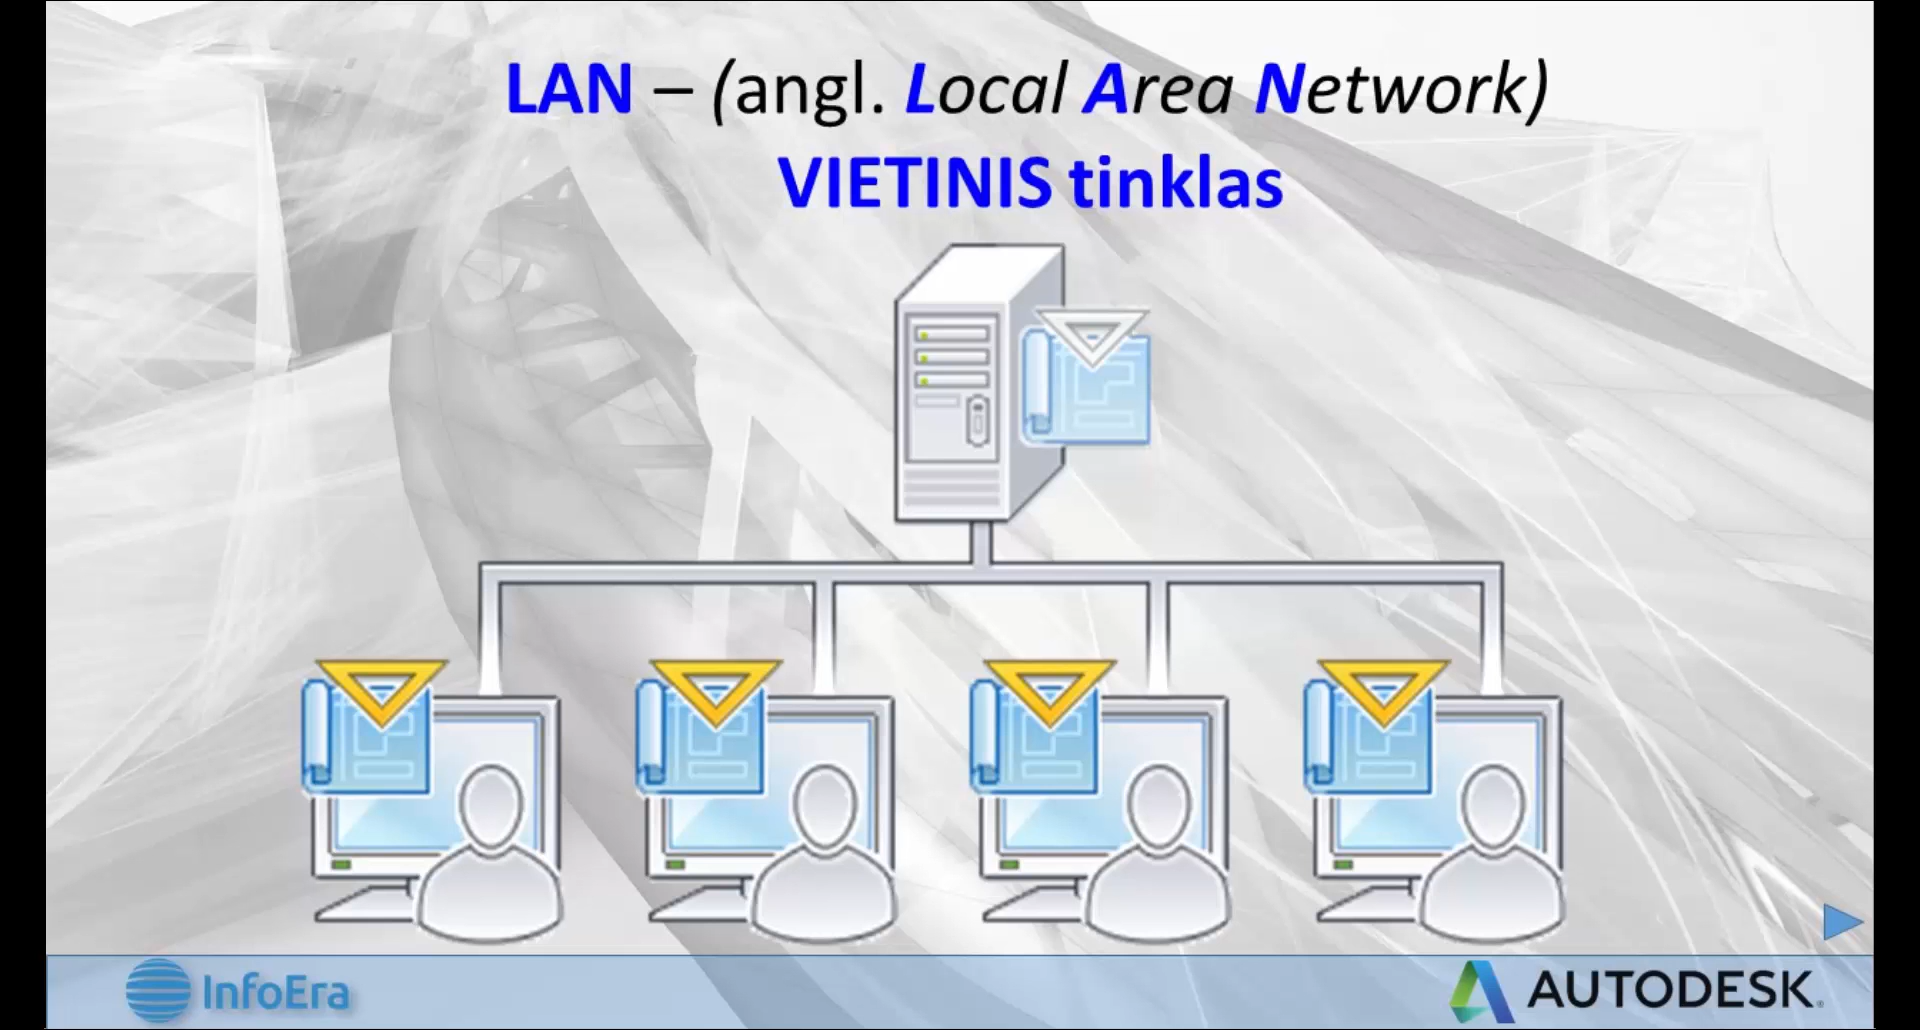 LAN – (angl. Local Area Network)
VIETINIS tinklas
InfoEra
AUTODESK.